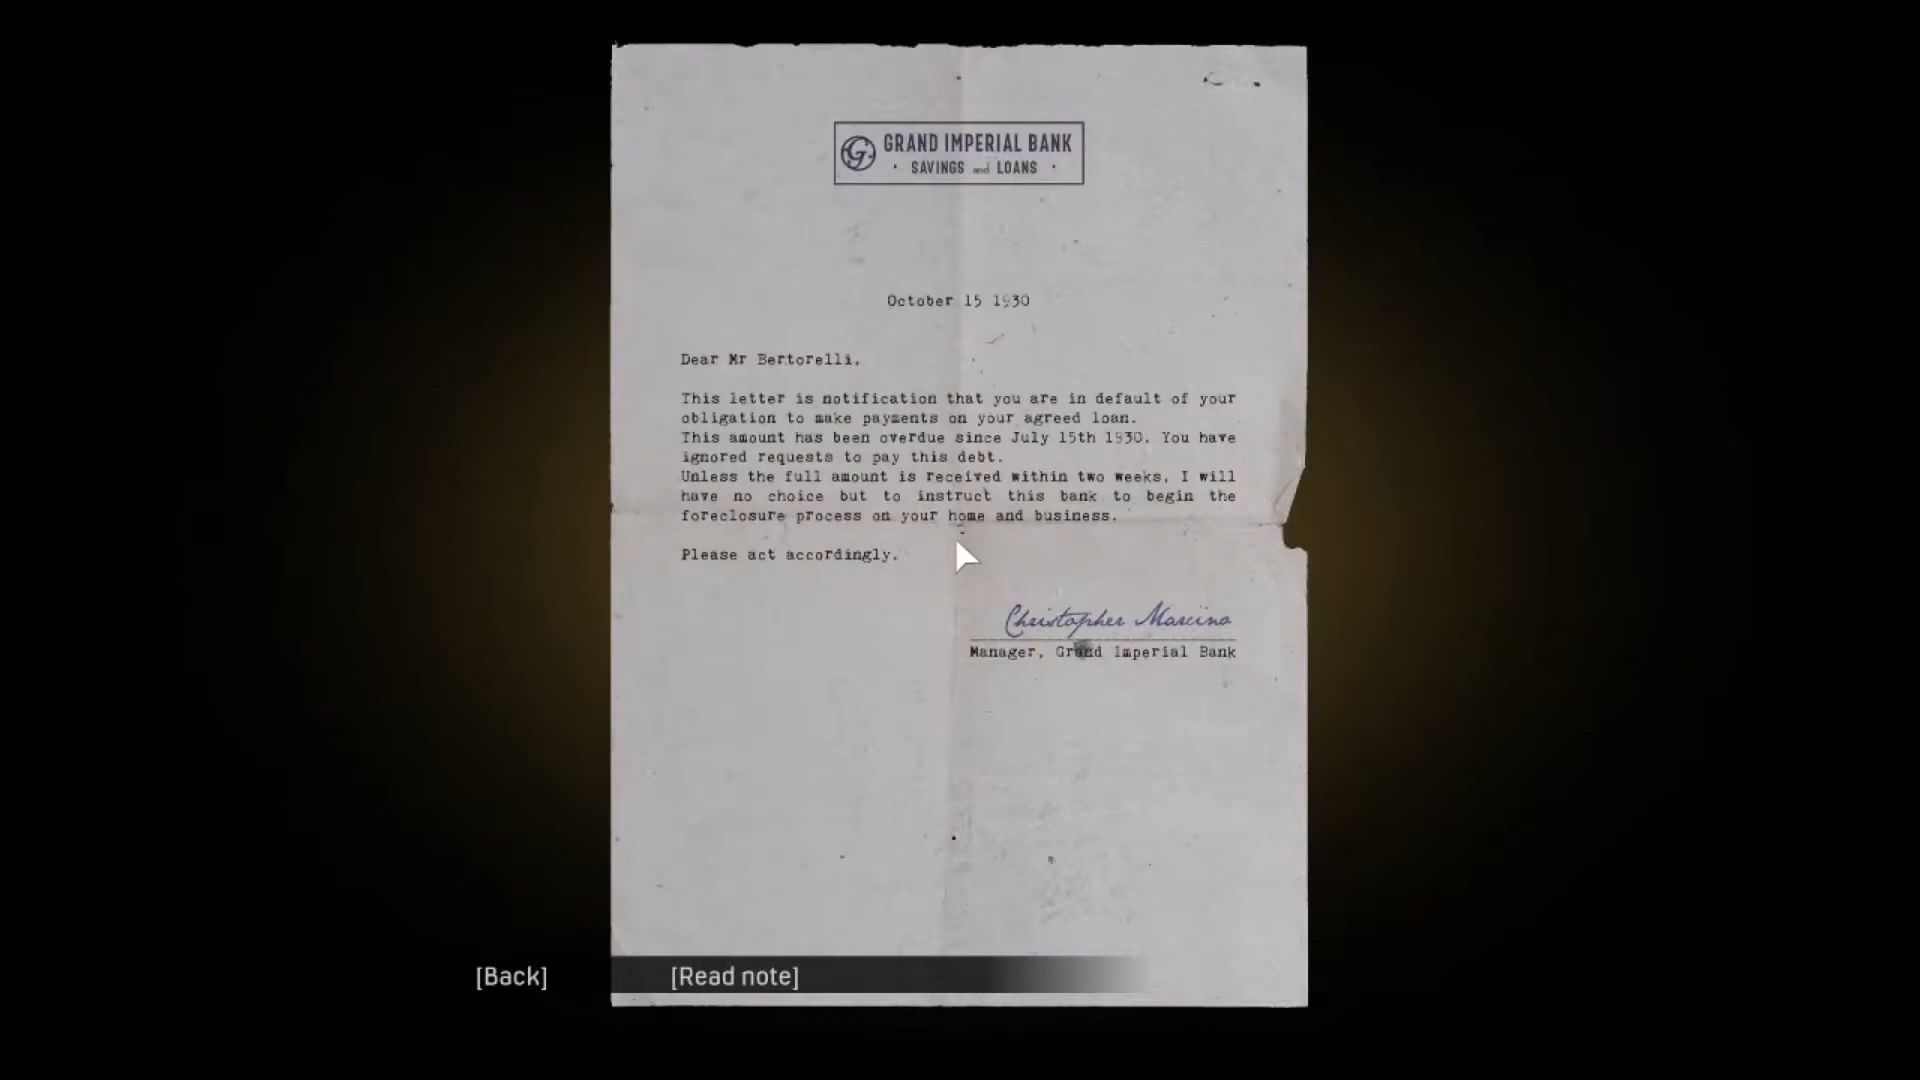 GRAND IMPERIAL BANK
· SAVINGS and LOANS ·
October 15 1930
Dear Mr Bertorelli,
This letter is notification that you are in default of your
obligation to make payments on your agreed loan.
This amount has been overdue since July 15th 1930. You have
ignored requests to pay this debt.
Unless the full amount is received within two weeks, I will
have no choice but to instruct this bank to begin the
foreclosure process on your home and business.
Please act accordingly.
Christopher Marcino
Manager, Grand Imperial Bank
[Back] [Read note]